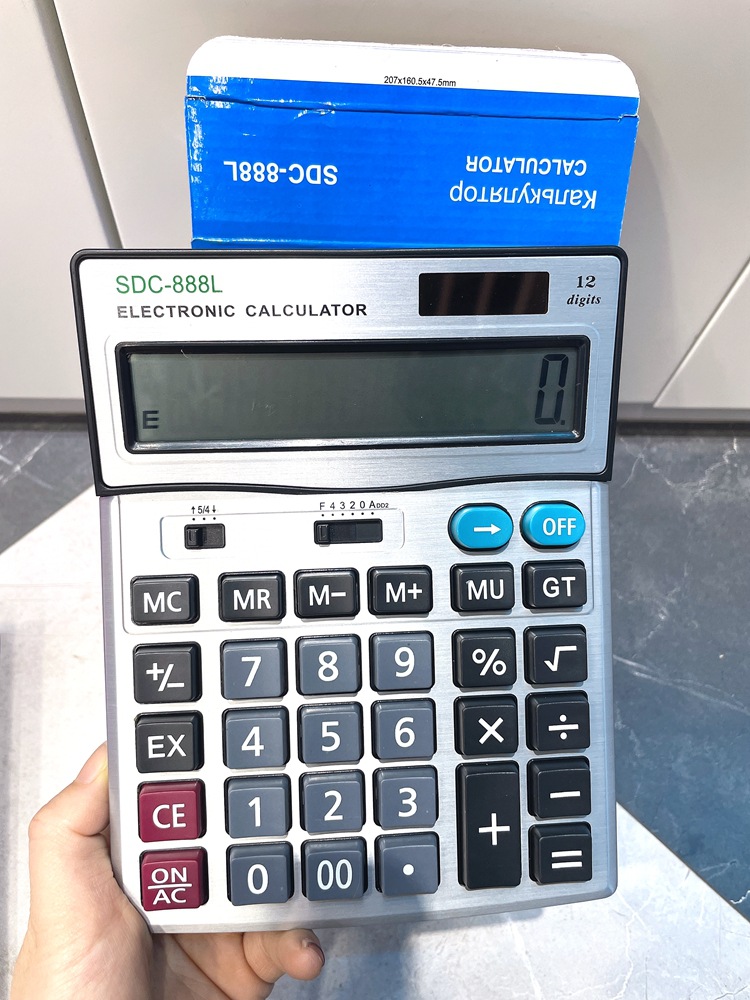 207x160.5x47.5mm
Калькулятор
CALCULATOR
SDC-888L
SDC-888L
ELECTRONIC CALCULATOR
12
digits
0.
E
↑ 5/4 ↓
F 4 3 2 0 ADD2
→
OFF
MC
MR
M−
M+
MU
GT
+/−
7
8
9
%
√
EX
4
5
6
×
÷
CE
1
2
3
+
−
ON
AC
0
00
•
=